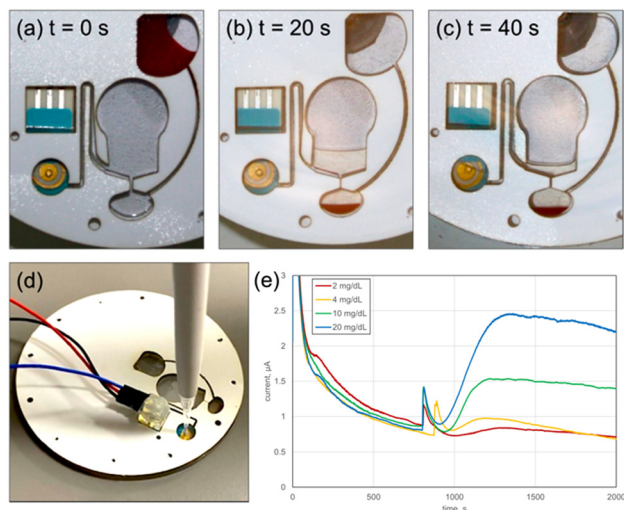 (a) t = 0 s
(b) t = 20 s
(c) t = 40 s
(d)
(e)
3
2.5
2
1.5
1
0.5
0
current, µA
2 mg/dL
4 mg/dL
10 mg/dL
20 mg/dL
0
500
1000
1500
2000
time, s